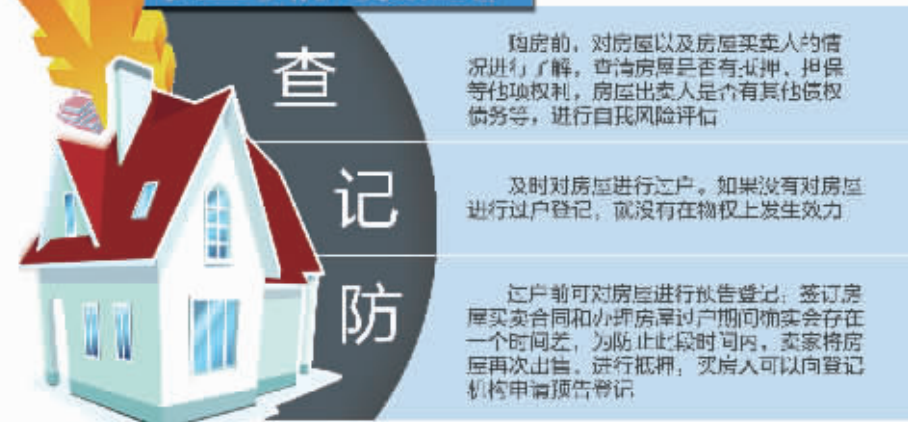 查
购房前，对房屋以及房屋买卖人的情
况进行了解，查清房屋是否有抵押、担保
等他项权利，房屋出卖人是否有其他债权
债务等，进行自我风险评估
记
及时对房屋进行过户。如果没有对房屋
进行过户登记，就没有在物权上发生效力
防
过户前可对房屋进行预告登记；签订房
屋买卖合同和办理房屋过户期间确实会存在
一个时间差，为防止此段时间内，卖家将房
屋再次出售、进行抵押，买房人可以向登记
机构申请预告登记